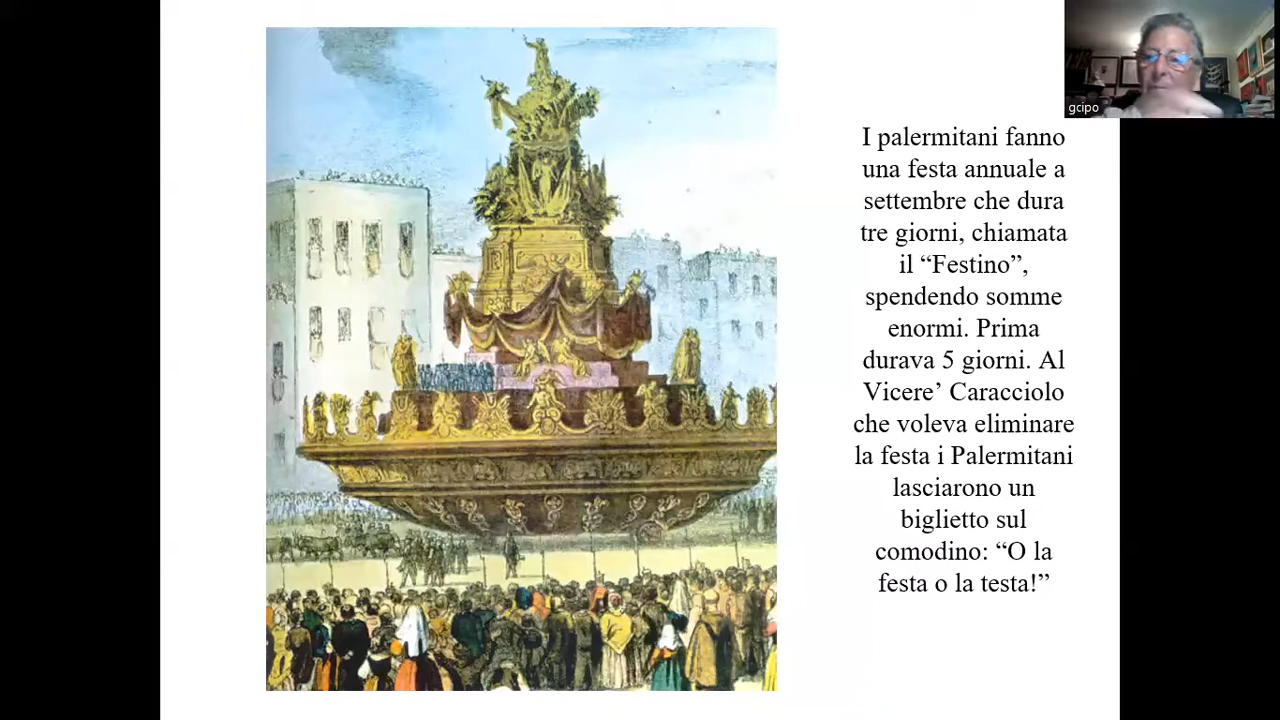 gcipo
I palermitani fanno
una festa annuale a
settembre che dura
tre giorni, chiamata
il “Festino”,
spendendo somme
enormi. Prima
durava 5 giorni. Al
Vicere’ Caracciolo
che voleva eliminare
la festa i Palermitani
lasciarono un
biglietto sul
comodino: “O la
festa o la testa!”